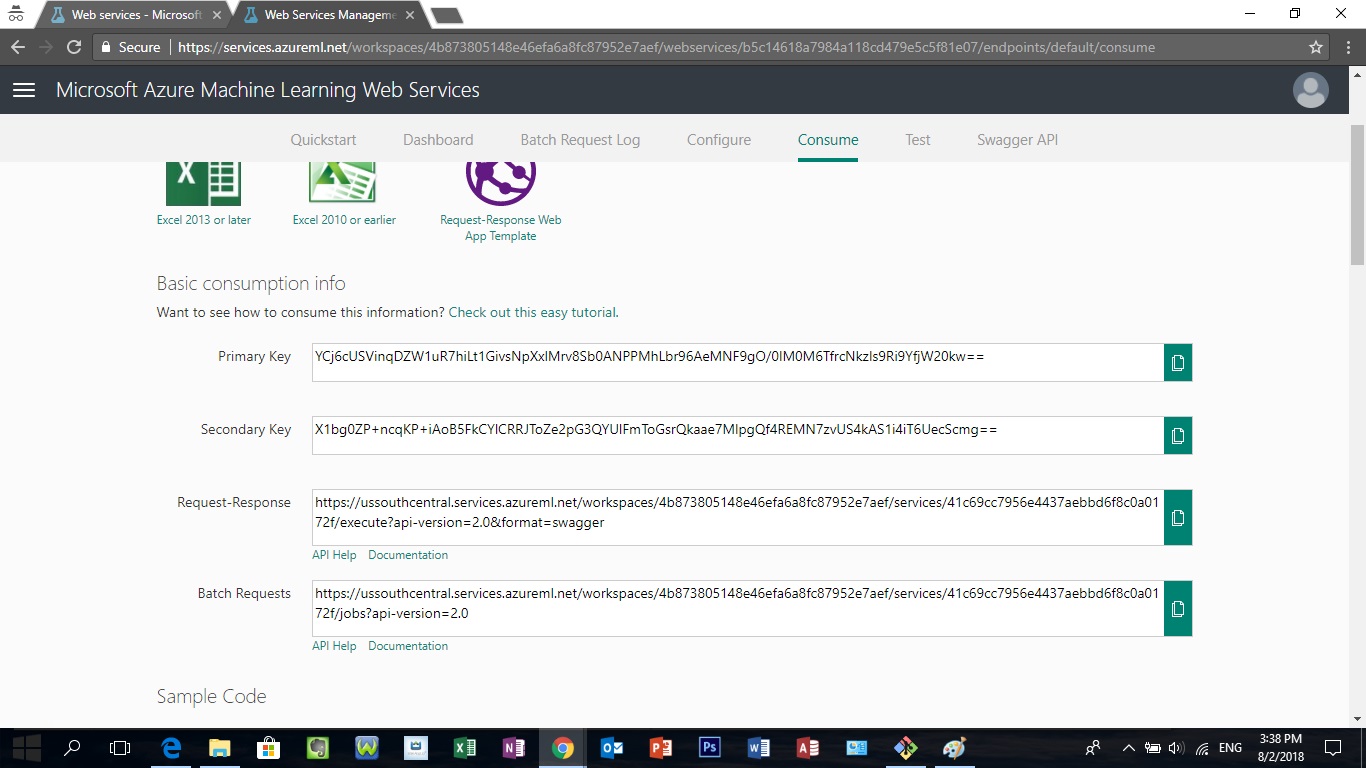 Web services - Microsoft
Web Services Manageme
Secure
https://services.azureml.net/workspaces/4b873805148e46efa6a8fc87952e7aef/webservices/b5c14618a7984a118cd479e5c5f81e07/endpoints/default/consume
Microsoft Azure Machine Learning Web Services
Quickstart
Dashboard
Batch Request Log
Configure
Consume
Test
Swagger API
Excel 2013 or later
Excel 2010 or earlier
Request-Response Web
App Template
Basic consumption info
Want to see how to consume this information? Check out this easy tutorial.
Primary Key
YCj6cUSVinqDZW1uR7hiLt1GivsNpXxIMrv8Sb0ANPPMhLbr96AeMNF9gO/0IM0M6TfrcNkzls9Ri9YfjW20kw==
Secondary Key
X1bg0ZP+ncqKP+iAoB5FkCYlCRRJToZe2pG3QYUIFmToGsrQkaae7MlpgQf4REMN7zvUS4kAS1i4iT6UecScmg==
Request-Response
https://ussouthcentral.services.azureml.net/workspaces/4b873805148e46efa6a8fc87952e7aef/services/41c69cc7956e4437aebbd6f8c0a01
72f/execute?api-version=2.0&format=swagger
API Help Documentation
Batch Requests
https://ussouthcentral.services.azureml.net/workspaces/4b873805148e46efa6a8fc87952e7aef/services/41c69cc7956e4437aebbd6f8c0a01
72f/jobs?api-version=2.0
API Help Documentation
Sample Code
ENG
3:38 PM
8/2/2018